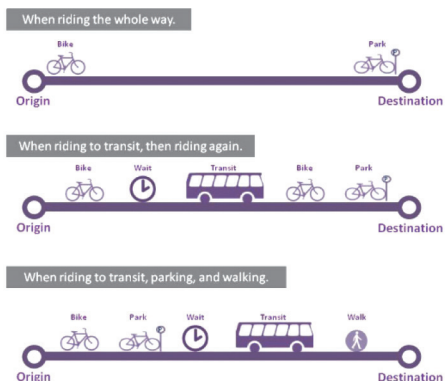 When riding the whole way.
Bike Park
Origin Destination
When riding to transit, then riding again.
Bike Wait Transit Bike Park
Origin Destination
When riding to transit, parking, and walking.
Bike Park Wait Transit Walk
Origin Destination